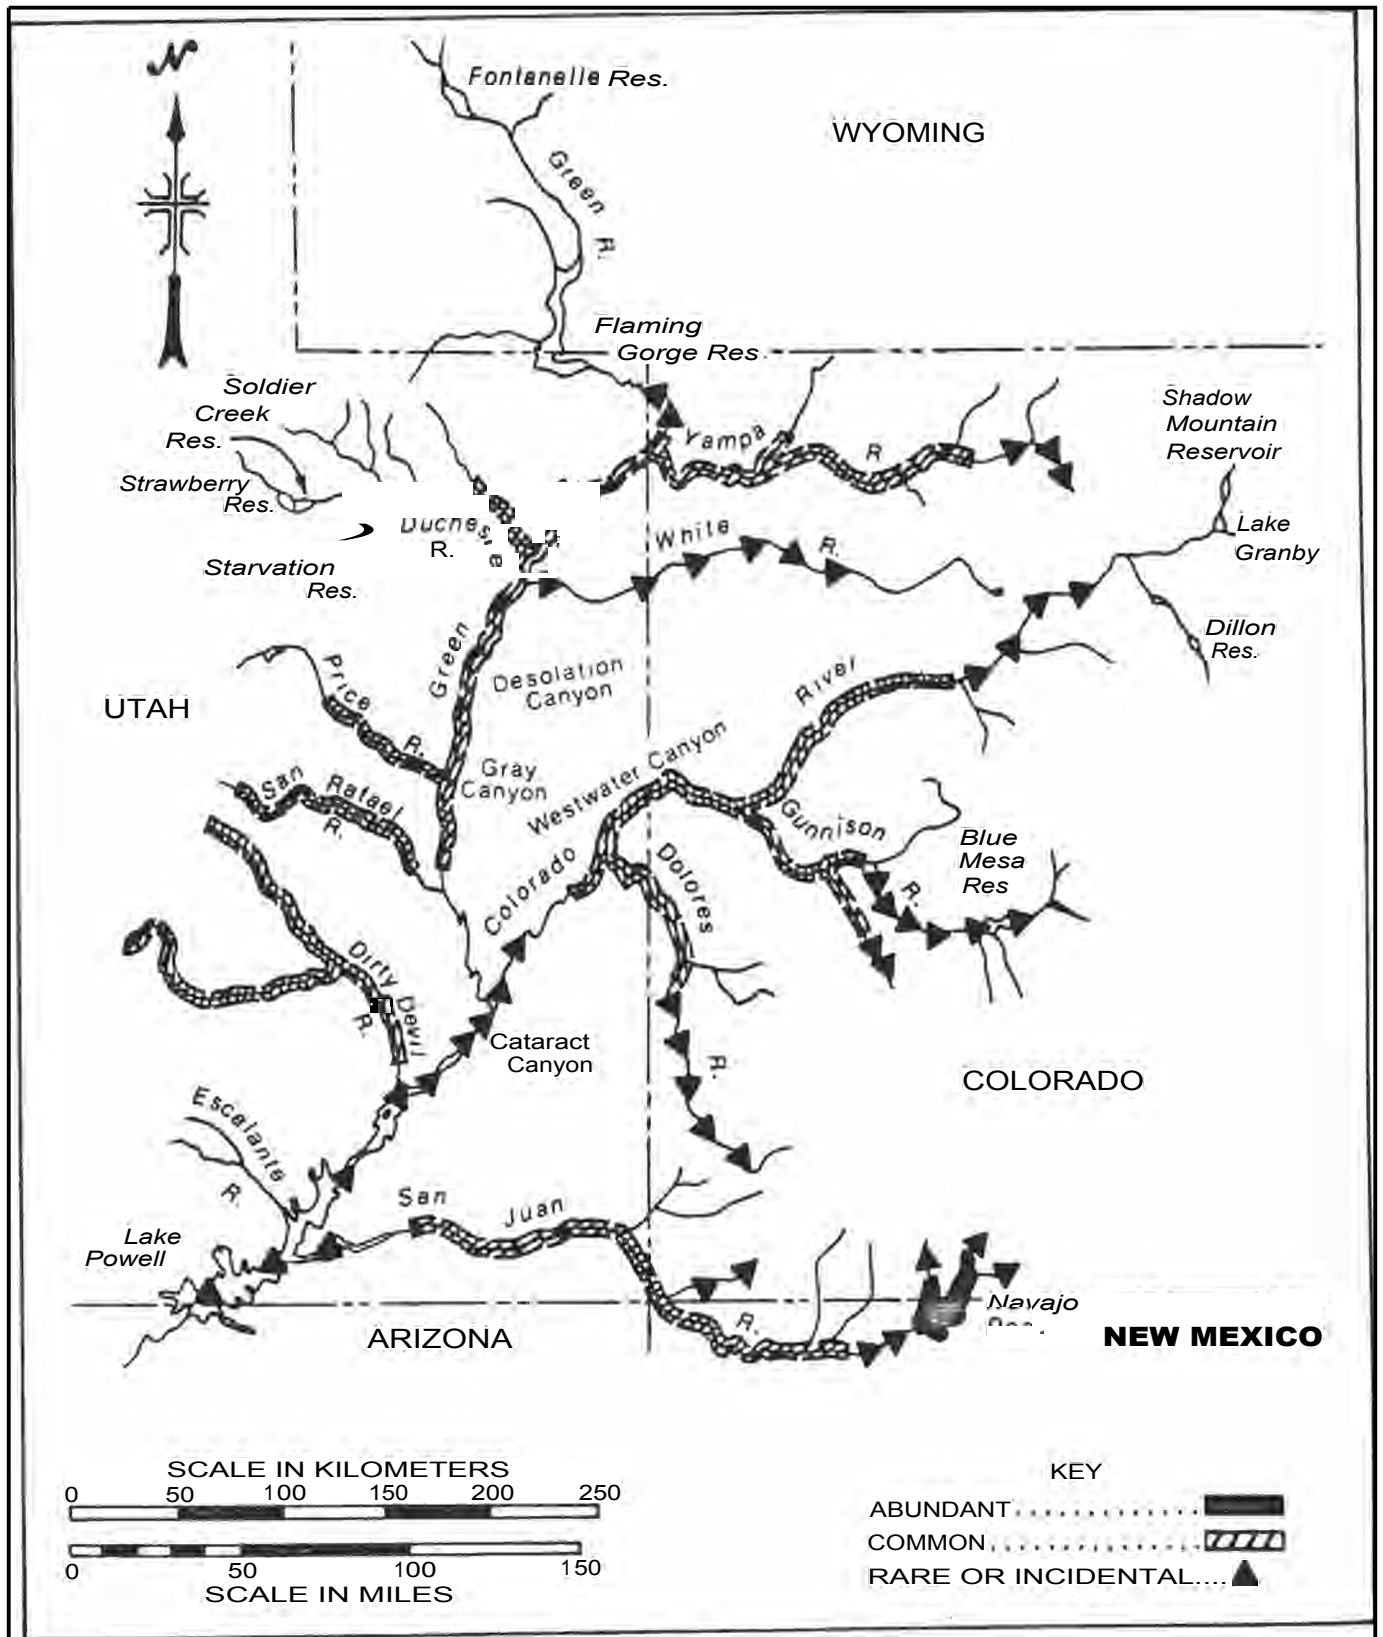 N
Fontanelle Res.
WYOMING
Green
R.
Flaming
Gorge Res.
Soldier
Creek
Res.
Strawberry
Res.
Yampa
R
Shadow
Mountain
Reservoir
Lake
Granby
Duches
R.
e
White
R.
Starvation
Res.
Dillon
Res.
Green
Desolation
Canyon
River
Price
R.
UTAH
Gray
Canyon
Westwater Canyon
San Rafael
R.
Gunnison
R.
Blue
Mesa
Res
Colorado
Dolores
R.
Dirty Devil
R.
Cataract
Canyon
COLORADO
Escalante
R.
San Juan
R.
Lake
Powell
Navajo
ARIZONA
NEW MEXICO
SCALE IN KILOMETERS
0 50 100 150 200 250
0 50 100 150
SCALE IN MILES
KEY
ABUNDANT
COMMON
RARE OR INCIDENTAL....